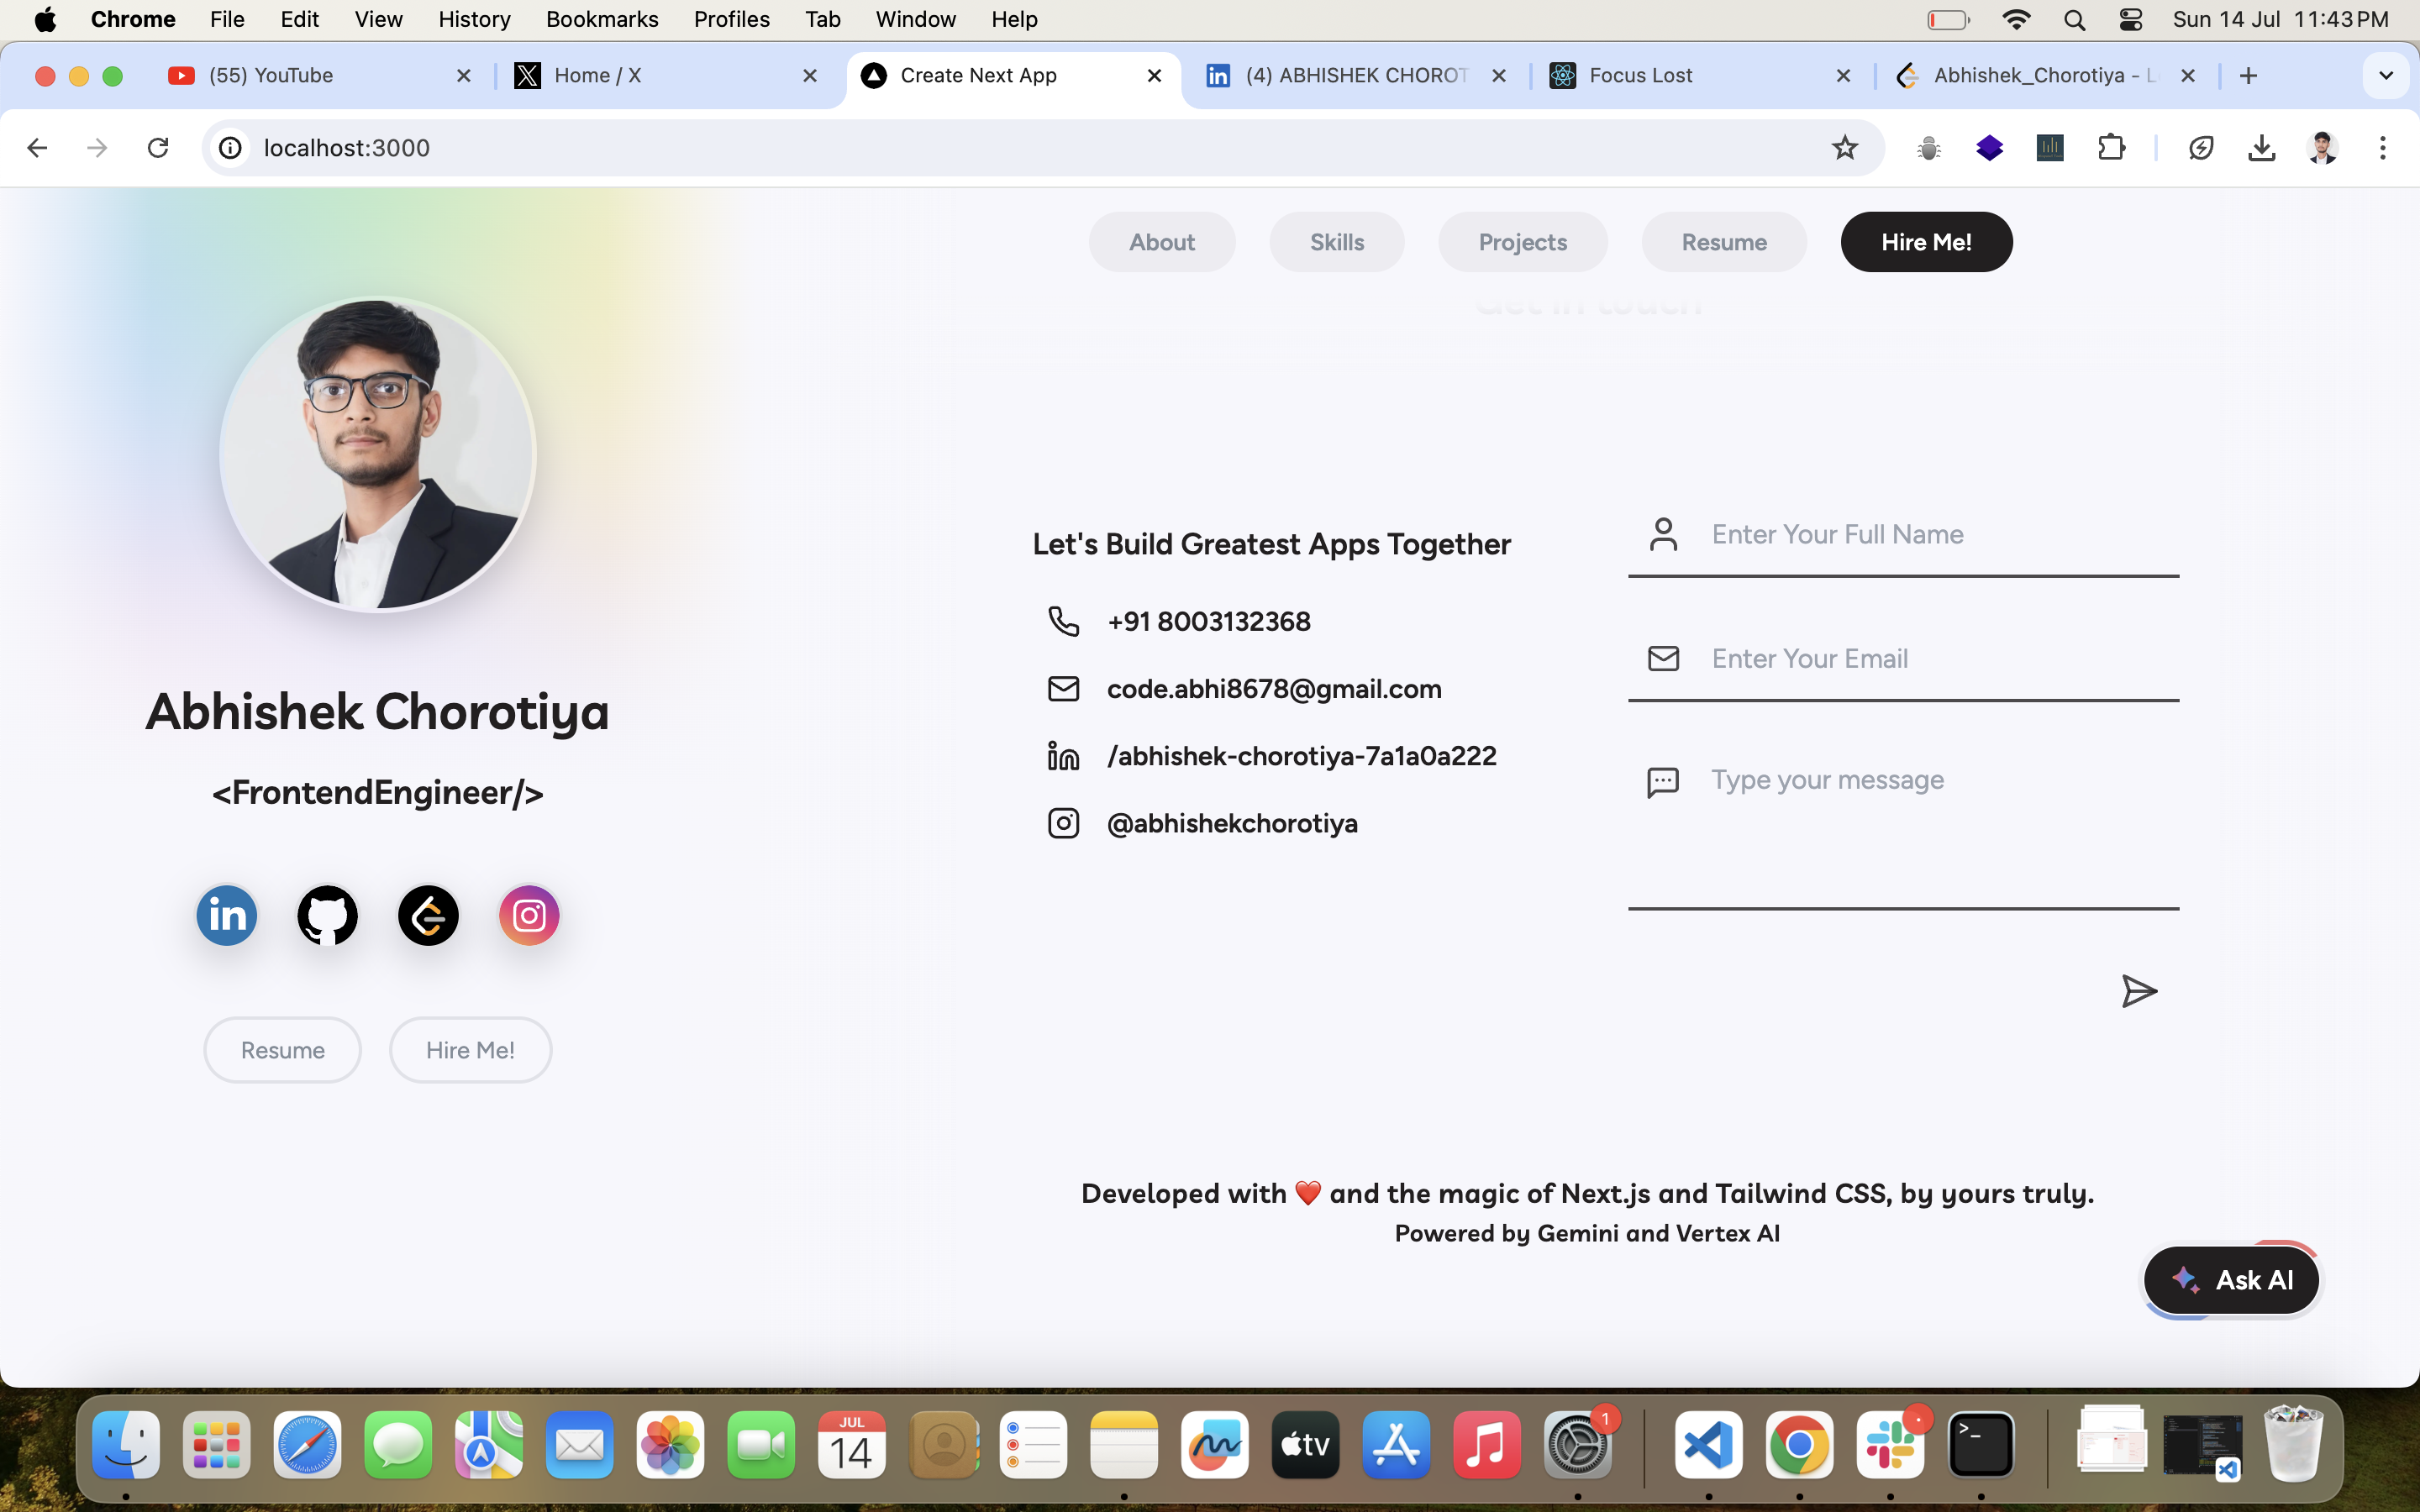 Chrome File Edit View History Bookmarks Profiles Tab Window Help Sun 14 Jul 11:43 PM
(55) YouTube
Home / X
Create Next App
(4) ABHISHEK CHOROT
Focus Lost
Abhishek_Chorotiya - L
localhost:3000
About Skills Projects Resume Hire Me!
Get in touch
Abhishek Chorotiya
<FrontendEngineer/>
Resume Hire Me!
Let's Build Greatest Apps Together
+91 8003132368
code.abhi8678@gmail.com
/abhishek-chorotiya-7a1a0a222
@abhishekchorotiya
Enter Your Full Name
Enter Your Email
Type your message
Developed with ❤️ and the magic of Next.js and Tailwind CSS, by yours truly.
Powered by Gemini and Vertex AI
Ask AI
JUL
14
tv
1